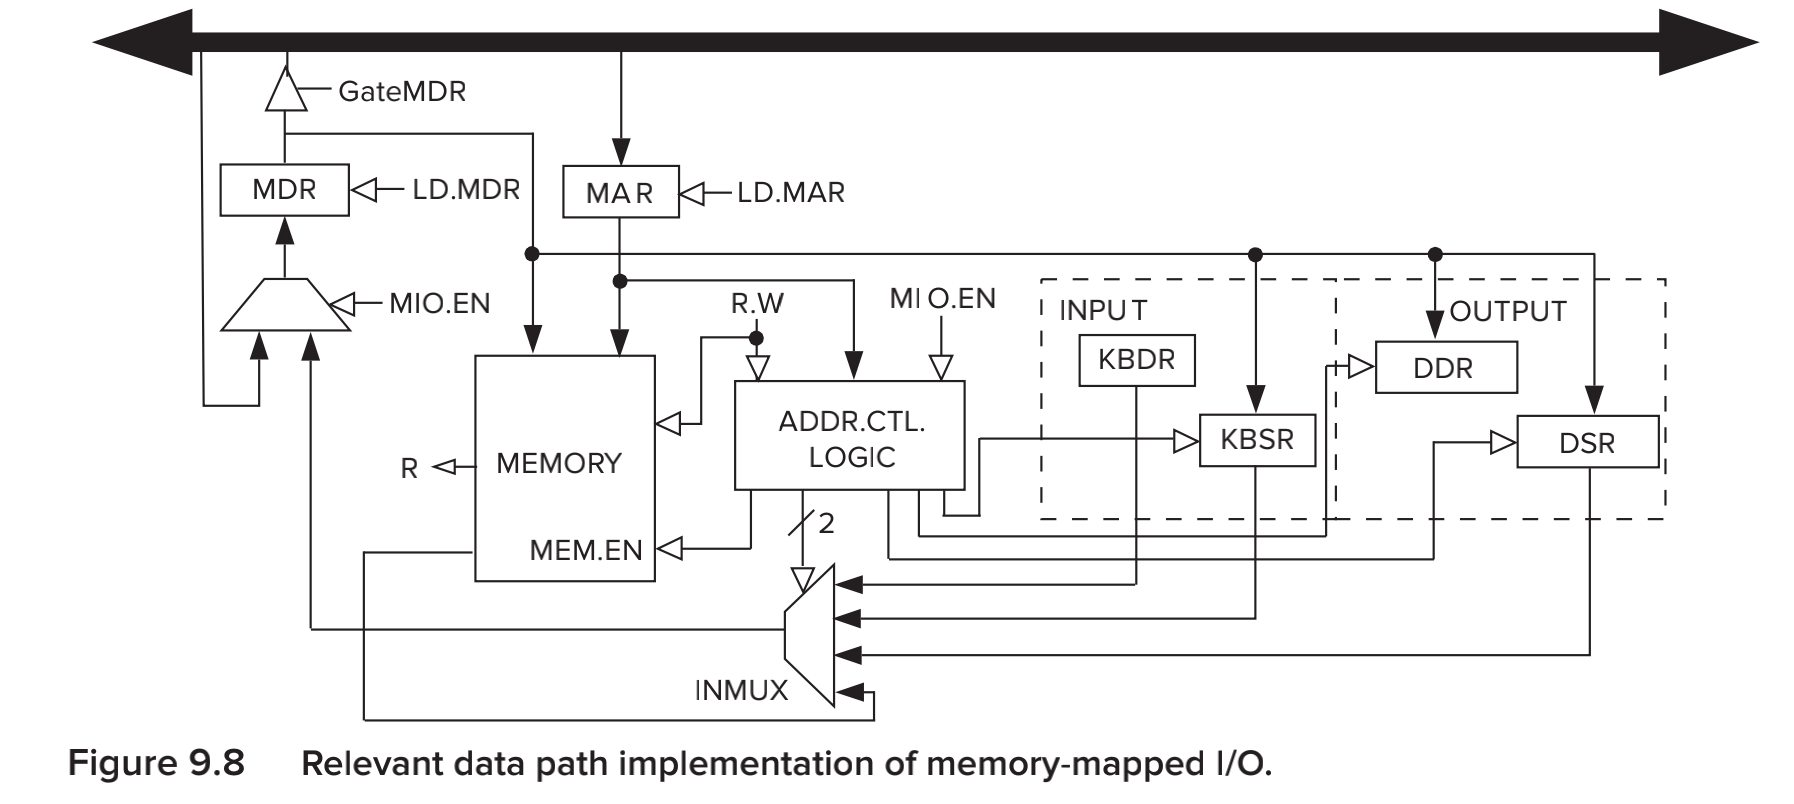 GateMDR
MDR
LD.MDR
MAR
LD.MAR
MIO.EN
R.W
MIO.EN
INPUT
OUTPUT
KBDR
DDR
ADDR.CTL.
LOGIC
KBSR
DSR
R
MEMORY
2
MEM.EN
INMUX
Figure 9.8 Relevant data path implementation of memory-mapped I/O.